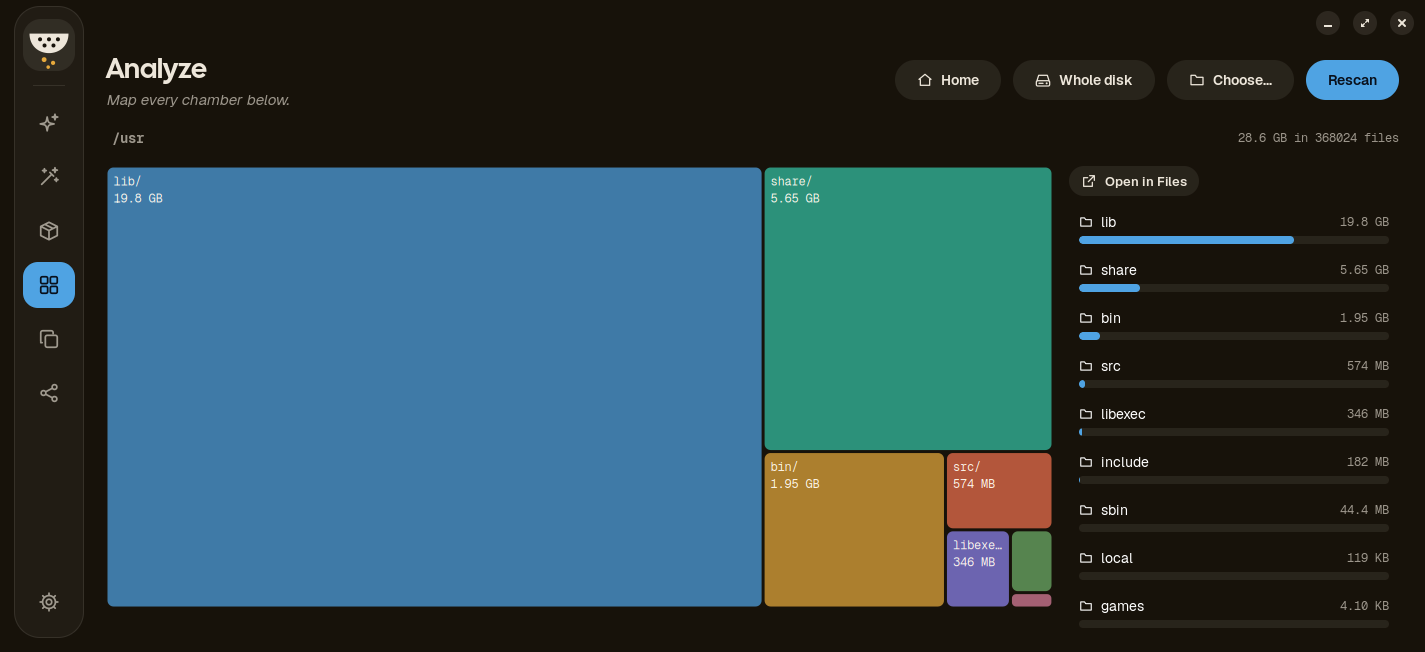 Analyze
Map every chamber below.
Home
Whole disk
Choose...
Rescan
/usr
28.6 GB in 368024 files
lib/
19.8 GB
share/
5.65 GB
bin/
1.95 GB
src/
574 MB
libexe…
346 MB
Open in Files
lib 19.8 GB
share 5.65 GB
bin 1.95 GB
src 574 MB
libexec 346 MB
include 182 MB
sbin 44.4 MB
local 119 KB
games 4.10 KB